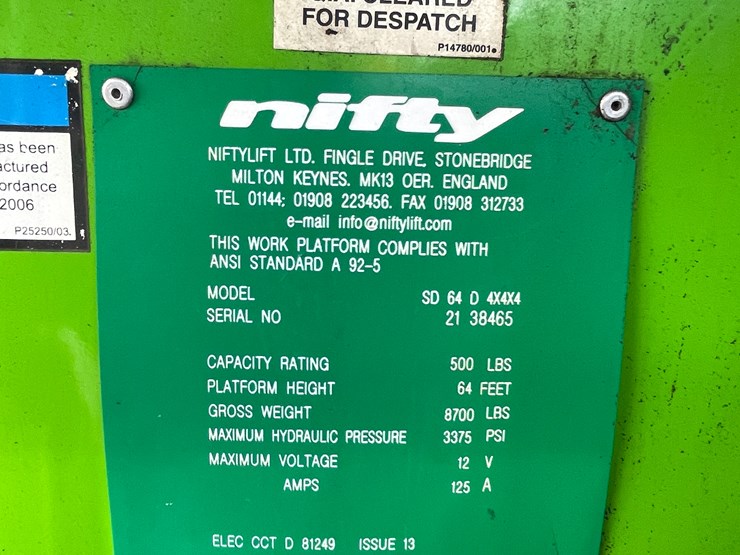 FOR DESPATCH
P14780/001
as been
actured
ordance
2006
P25250/03.
nifty
NIFTYLIFT LTD. FINGLE DRIVE, STONEBRIDGE
MILTON KEYNES. MK13 OER. ENGLAND
TEL 01144; 01908 223456. FAX 01908 312733
e-mail info@niftylift.com
THIS WORK PLATFORM COMPLIES WITH
ANSI STANDARD A 92-5
MODEL SD 64 D 4X4X4
SERIAL NO 21 38465
CAPACITY RATING 500 LBS
PLATFORM HEIGHT 64 FEET
GROSS WEIGHT 8700 LBS
MAXIMUM HYDRAULIC PRESSURE 3375 PSI
MAXIMUM VOLTAGE 12 V
AMPS 125 A
ELEC CCT D 81249 ISSUE 13